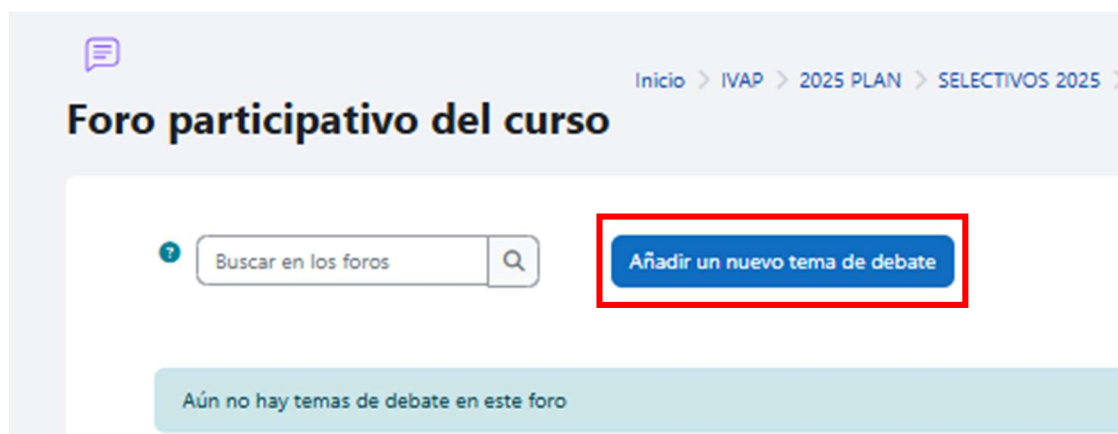 Inicio > IVAP > 2025 PLAN > SELECTIVOS 2025 >
Foro participativo del curso
? Buscar en los foros
Añadir un nuevo tema de debate
Aún no hay temas de debate en este foro